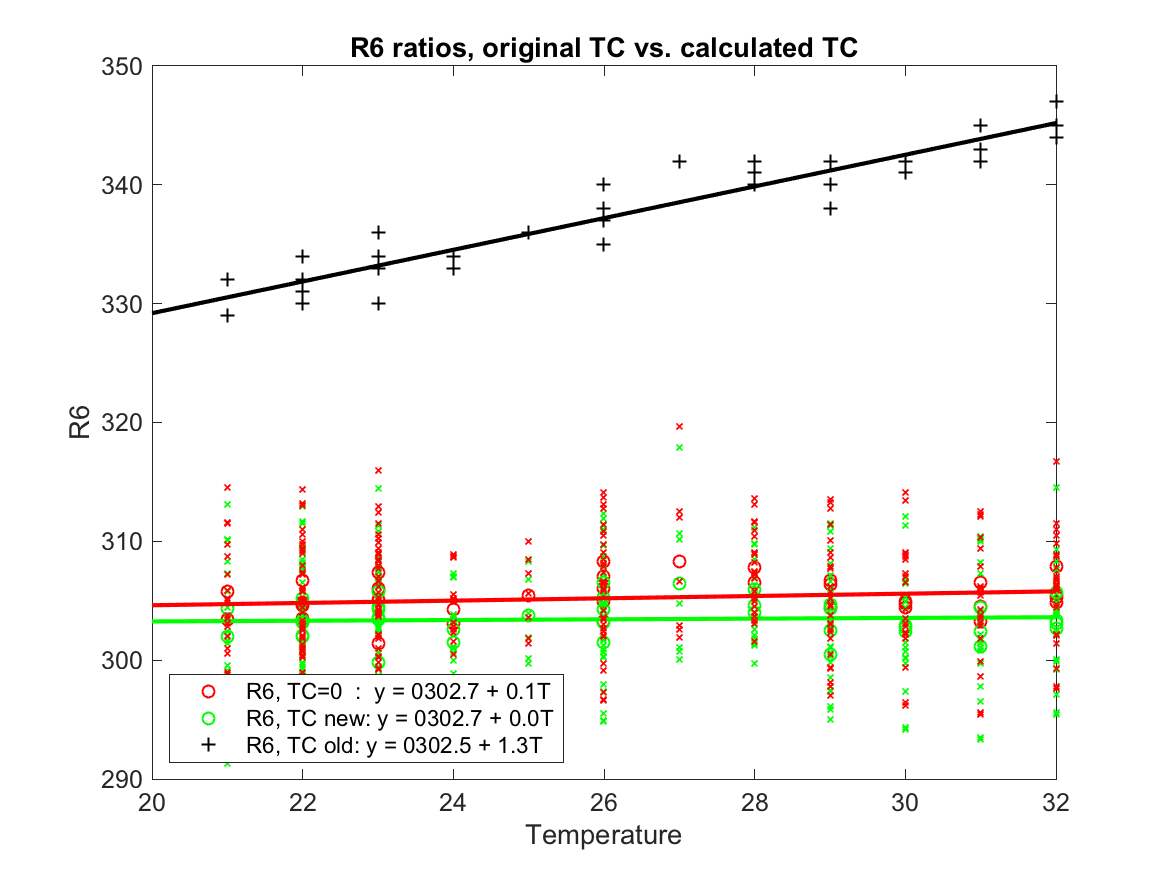 R6 ratios, original TC vs. calculated TC
350
340
330
320
310
300
290
R6
R6, TC=0  :  y = 0302.7 + 0.1T
R6, TC new: y = 0302.7 + 0.0T
R6, TC old: y = 0302.5 + 1.3T
20 22 24 26 28 30 32
Temperature